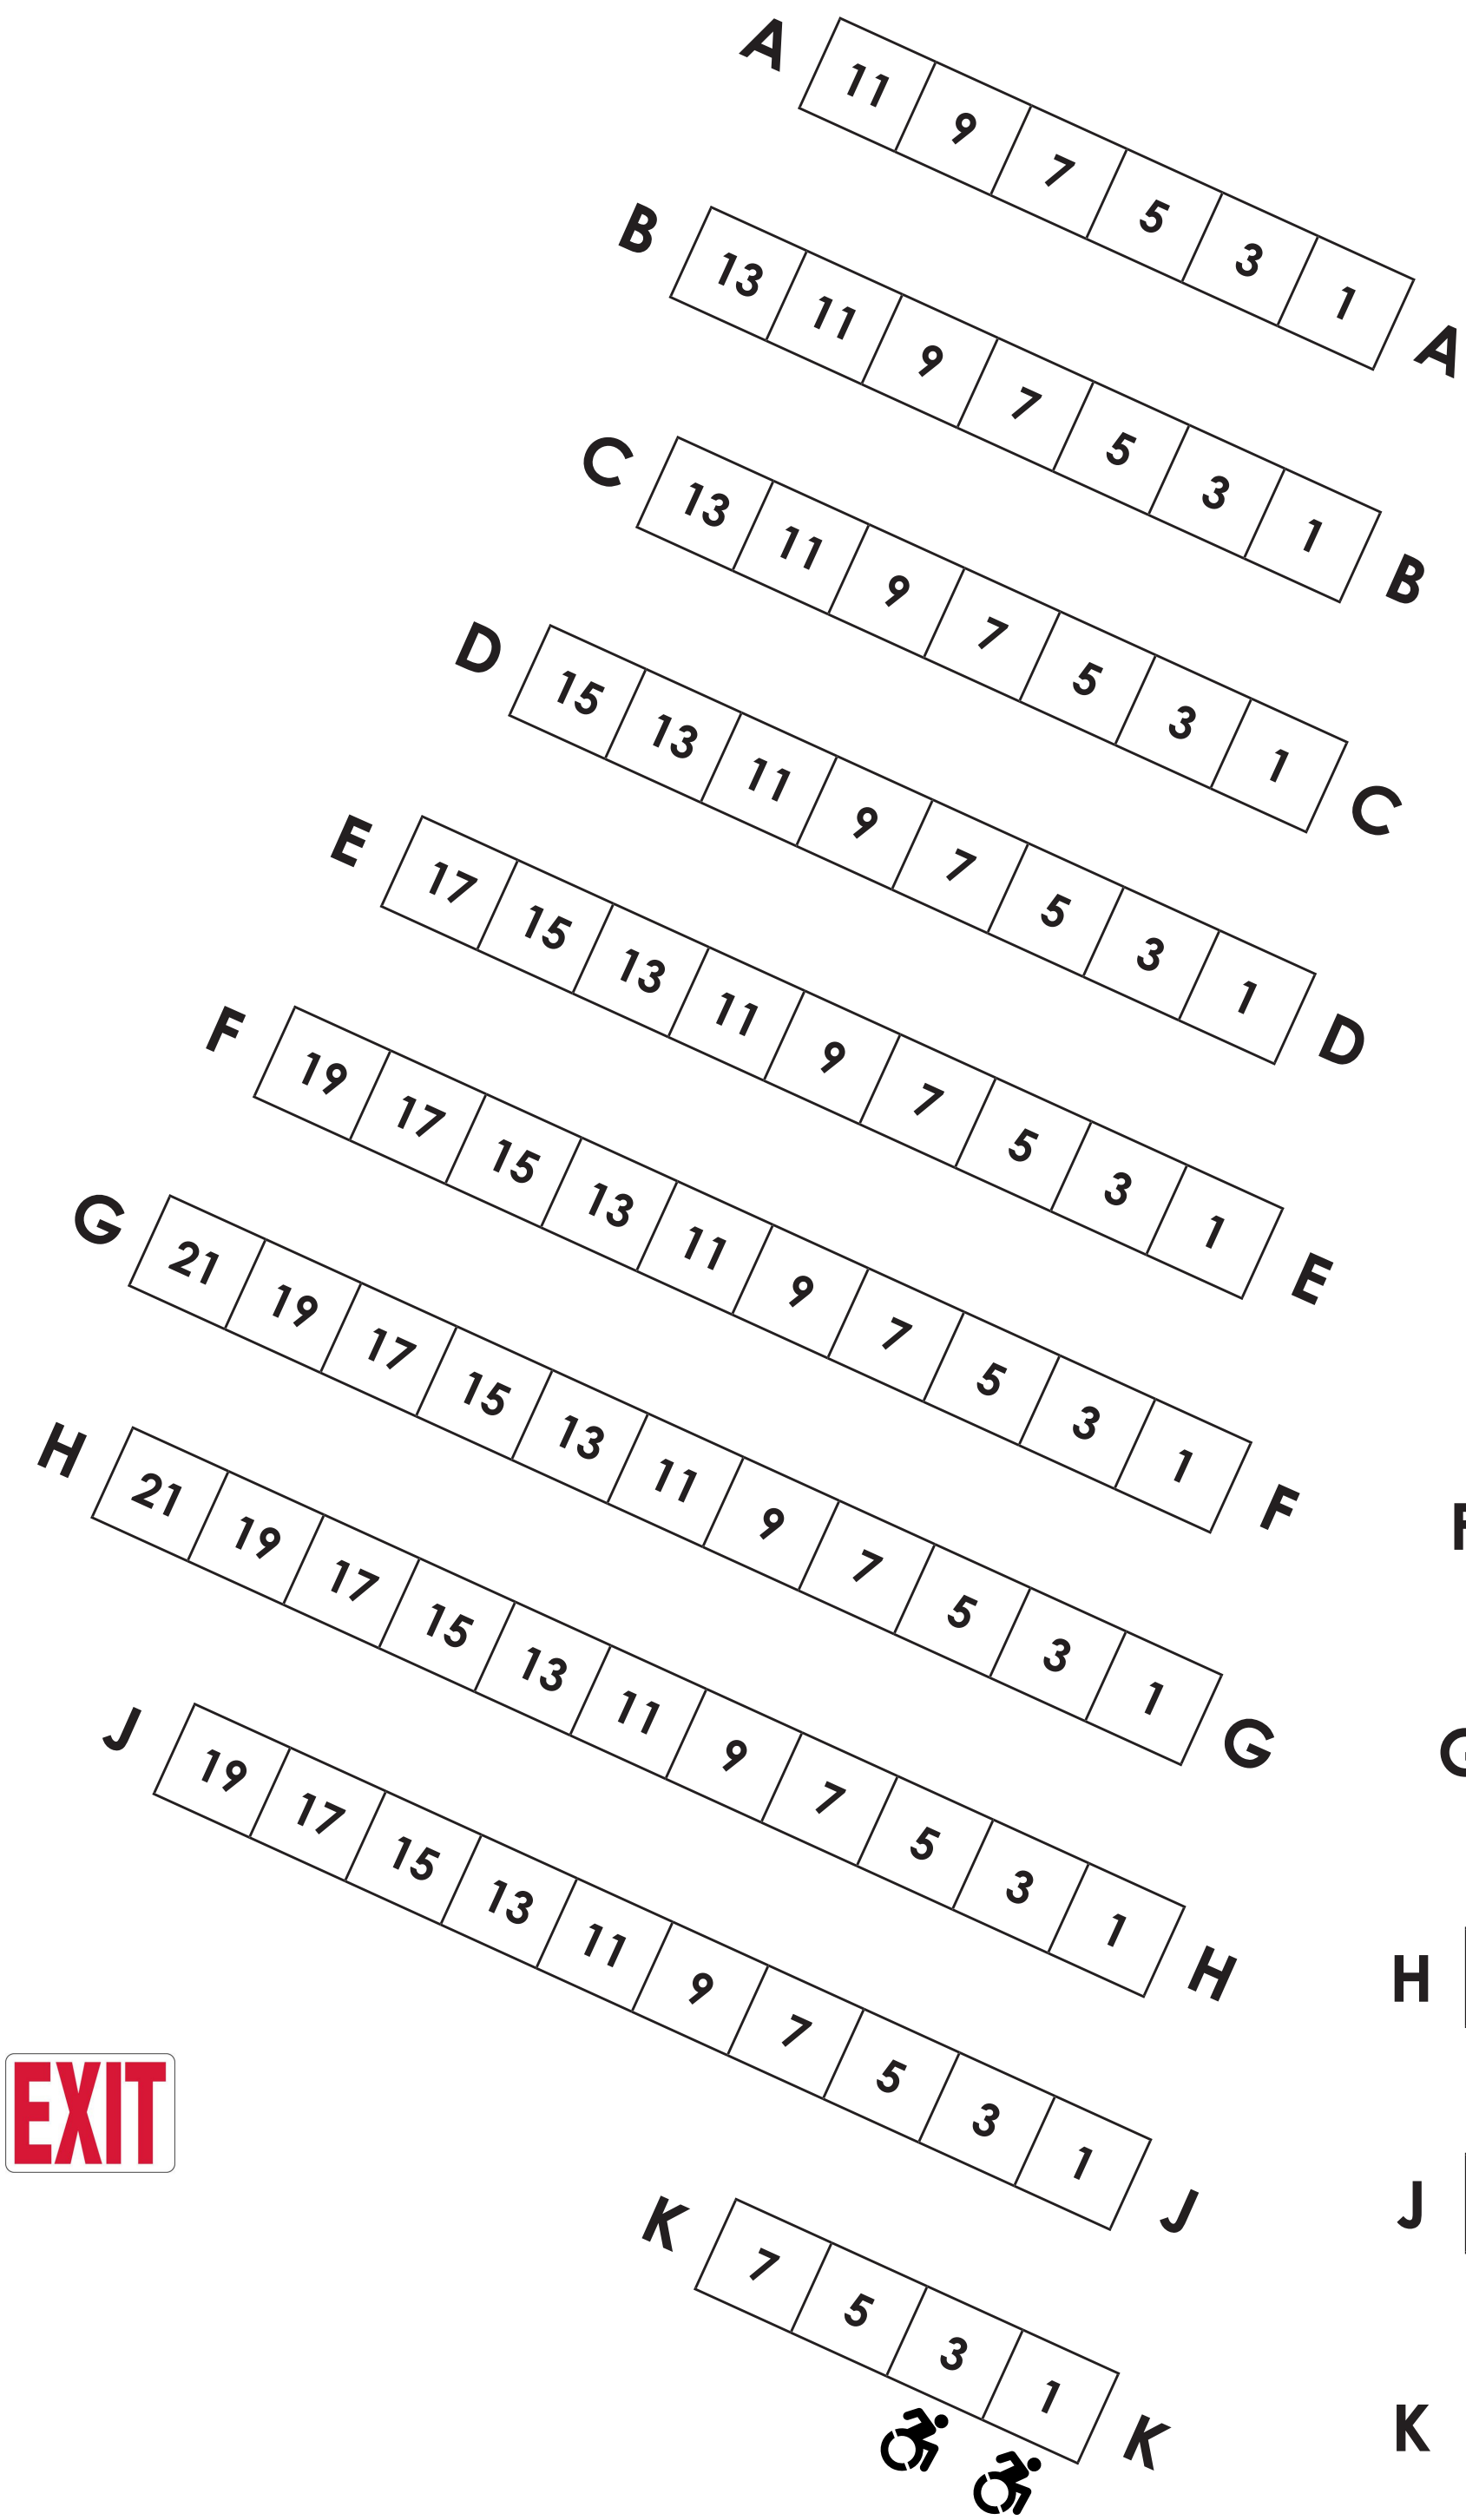 A 11 9 7 5 3 1 A
B 13 11 9 7 5 3 1 B
C 13 11 9 7 5 3 1 C
D 15 13 11 9 7 5 3 1 D
E 17 15 13 11 9 7 5 3 1 E
F 19 17 15 13 11 9 7 5 3 1 F
G 21 19 17 15 13 11 9 7 5 3 1 G
H 21 19 17 15 13 11 9 7 5 3 1 H
H
J 19 17 15 13 11 9 7 5 3 1 J
J
EXIT
K 7 5 3 1 K
K